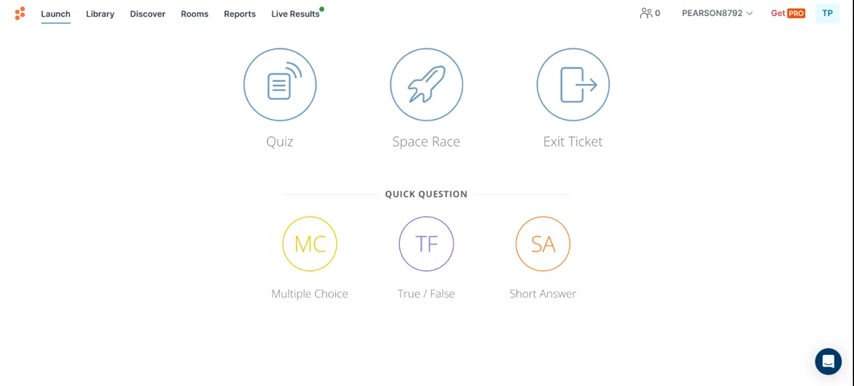 Launch Library Discover Rooms Reports Live Results 0 PEARSON8792 Get PRO TP
Quiz Space Race Exit Ticket
QUICK QUESTION
MC TF SA
Multiple Choice True / False Short Answer